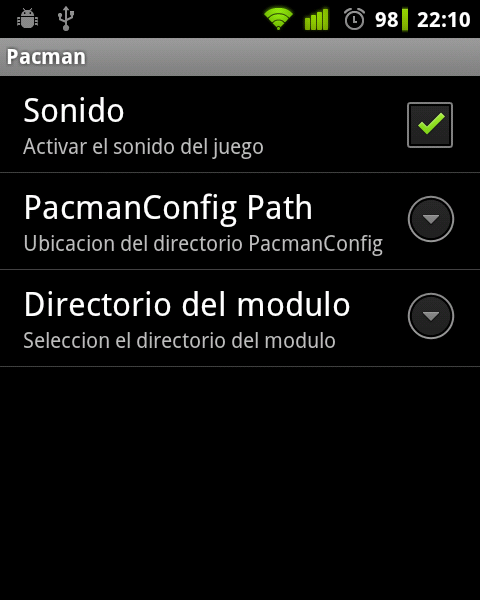 98 22:10
Pacman
Sonido
Activar el sonido del juego
PacmanConfig Path
Ubicacion del directorio PacmanConfig
Directorio del modulo
Seleccion el directorio del modulo